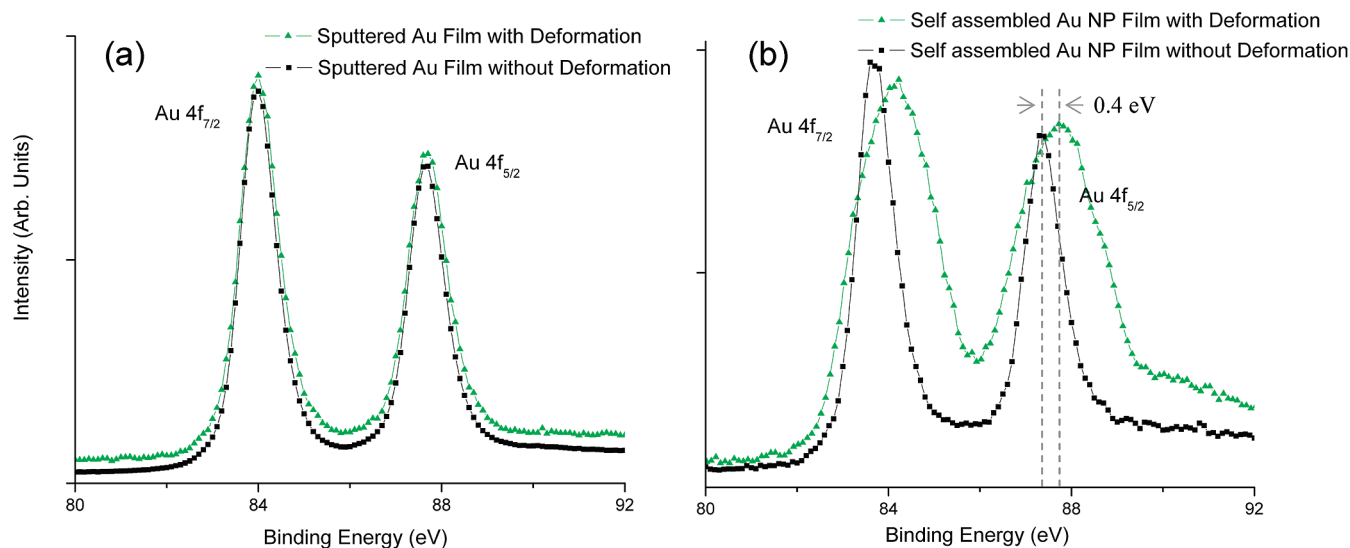 (a)
Sputtered Au Film with Deformation
Sputtered Au Film without Deformation
Au 4f7/2
Au 4f5/2
Intensity (Arb. Units)
80
84
88
92
Binding Energy (eV)
(b)
Self assembled Au NP Film with Deformation
Self assembled Au NP Film without Deformation
0.4 eV
Au 4f7/2
Au 4f5/2
80
84
88
92
Binding Energy (eV)